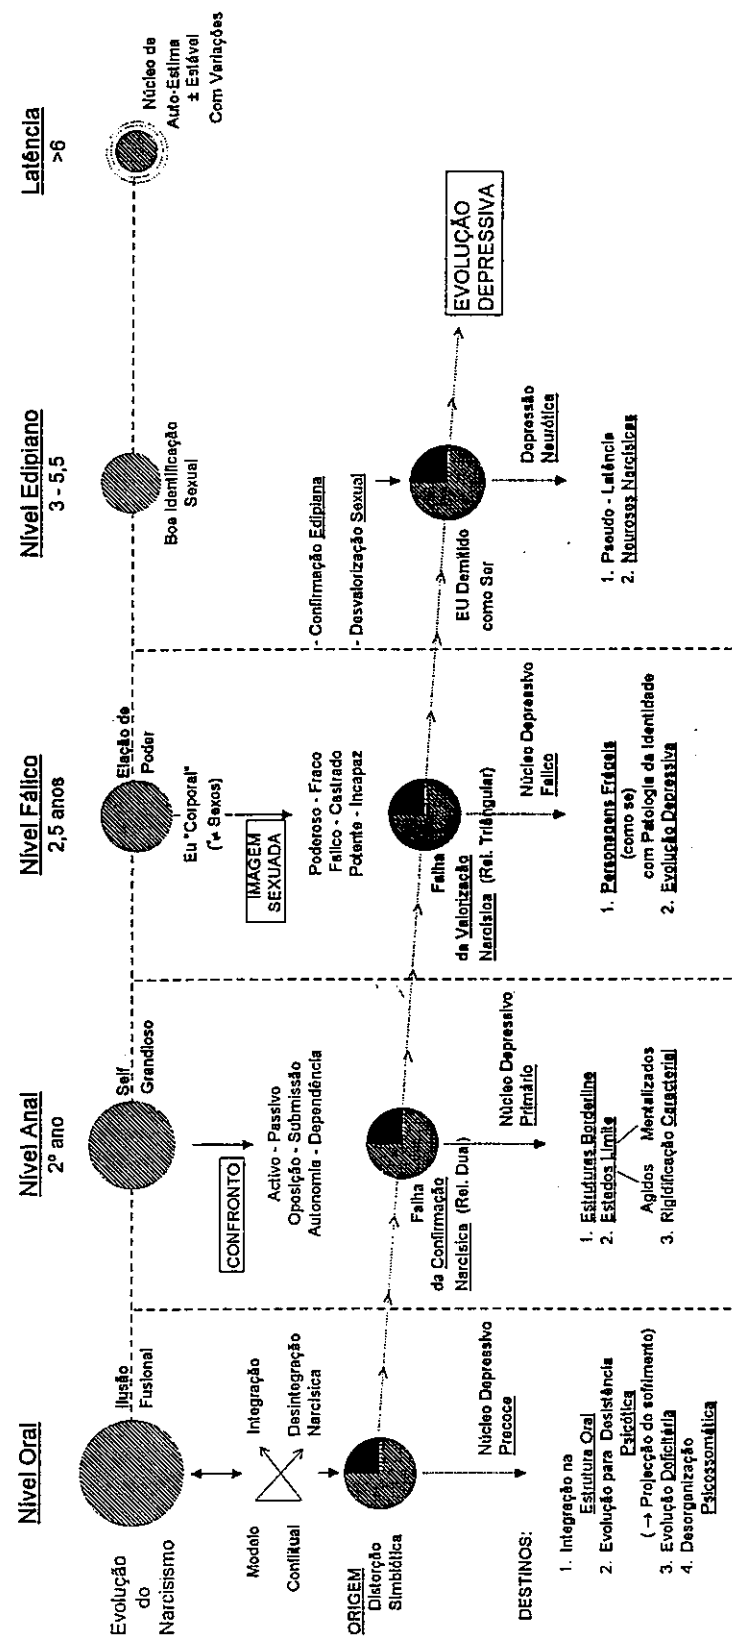 Nível Oral
Nível Anal
2º ano
Nível Fálico
2,5 anos
Nível Edipiano
3 - 5,5
Latência
>6
Evolução
do
Narcisismo
Ilusão
Fusional
Self
Grandioso
Elação de
Poder
Boa Identificação
Sexual
Núcleo de
Auto-Estima
± Estável
Com Variações
Modelo
Conflitual
Integração
Desintegração
Narcísica
CONFRONTO
Activo - Passivo
Oposição - Submissão
Autonomia - Dependência
Eu "Corporal"
(≠ Sexos)
IMAGEM
SEXUADA
Poderoso - Fraco
Fálico - Castrado
Potente - Incapaz
- Confirmação Edipiana
- Desvalorização Sexual
ORIGEM
Distorção
Simbiótica
Falha
da Confirmação
Narcísica (Rel. Dual)
Falha
da Valorização
Narcísica (Rel. Triângular)
EU Demitido
como Ser
EVOLUÇÃO
DEPRESSIVA
Núcleo Depressivo
Precoce
Núcleo Depressivo
Primário
Núcleo Depressivo
Fálico
Depressão
Neurótica
DESTINOS:
1. Integração na
Estrutura Oral
2. Evolução para Desistência
Psicótica
(→ Projecção do sofrimento)
3. Evolução Deficitária
4. Desorganização
Psicossomática
1. Estruturas Borderline
2. Estados Limite
Agidos Mentalizados
3. Rigidificação Caracterial
1. Personagens Frágeis
(como se)
com Patologia da Identidade
2. Evolução Depressiva
1. Pseudo - Latência
2. Neuroses Narcísicas